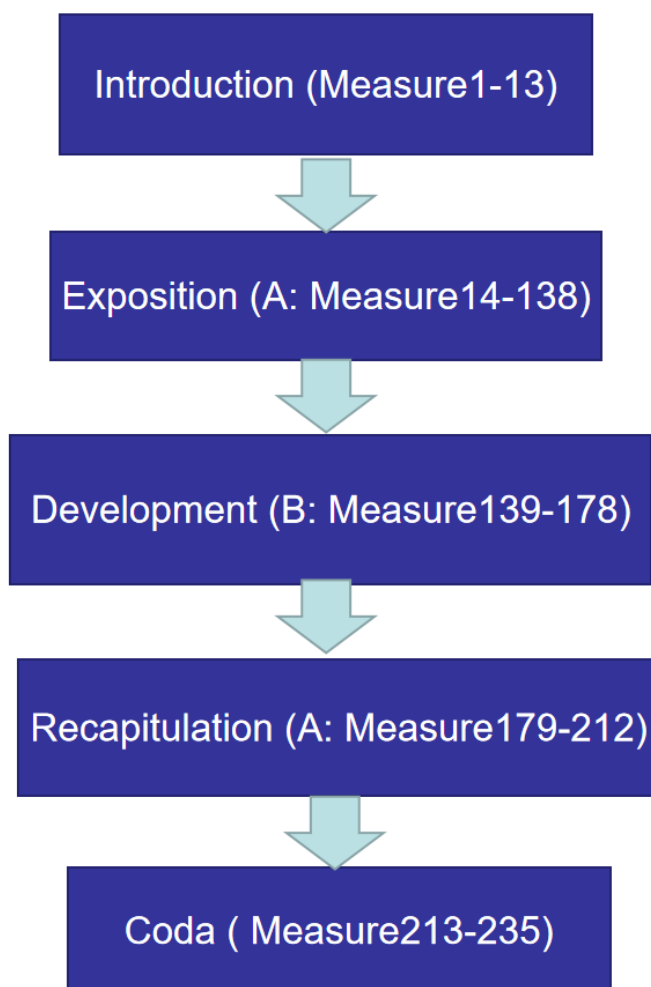 Introduction (Measure1-13)
Exposition (A: Measure14-138)
Development (B: Measure139-178)
Recapitulation (A: Measure179-212)
Coda ( Measure213-235)